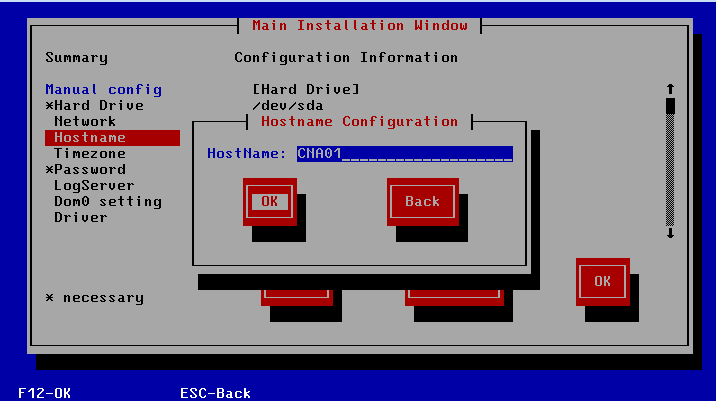 Main Installation Window
Summary
Configuration Information
Manual config
[Hard Drive]
*Hard Drive
/dev/sda
Network
Hostname Configuration
Hostname
HostName: CNA01
Timezone
*Password
LogServer
OK
Back
Dom0 setting
Driver
OK
* necessary
F12-OK
ESC-Back